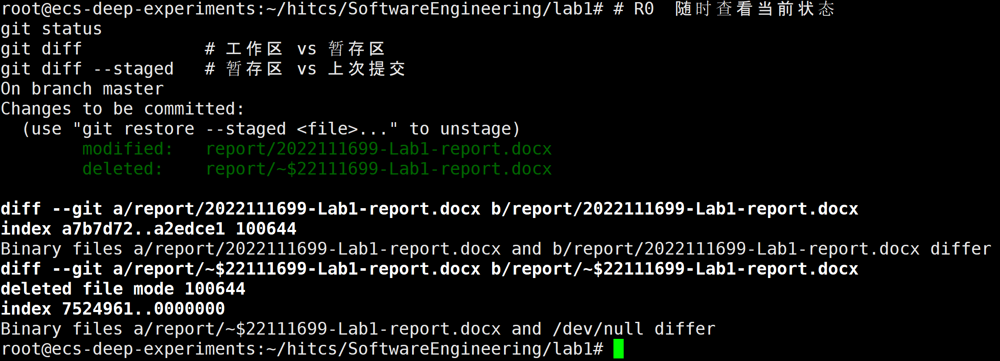 root@ecs-deep-experiments:~/hitcs/SoftwareEngineering/lab1# # R0  随时查看当前状态
git status
git diff            # 工作区 vs 暂存区
git diff --staged   # 暂存区 vs 上次提交
On branch master
Changes to be committed:
  (use "git restore --staged <file>..." to unstage)
        modified:   report/2022111699-Lab1-report.docx
        deleted:    report/~$22111699-Lab1-report.docx

diff --git a/report/2022111699-Lab1-report.docx b/report/2022111699-Lab1-report.docx
index a7b7d72..a2edce1 100644
Binary files a/report/2022111699-Lab1-report.docx and b/report/2022111699-Lab1-report.docx differ
diff --git a/report/~$22111699-Lab1-report.docx b/report/~$22111699-Lab1-report.docx
deleted file mode 100644
index 7524961..0000000
Binary files a/report/~$22111699-Lab1-report.docx and /dev/null differ
root@ecs-deep-experiments:~/hitcs/SoftwareEngineering/lab1#